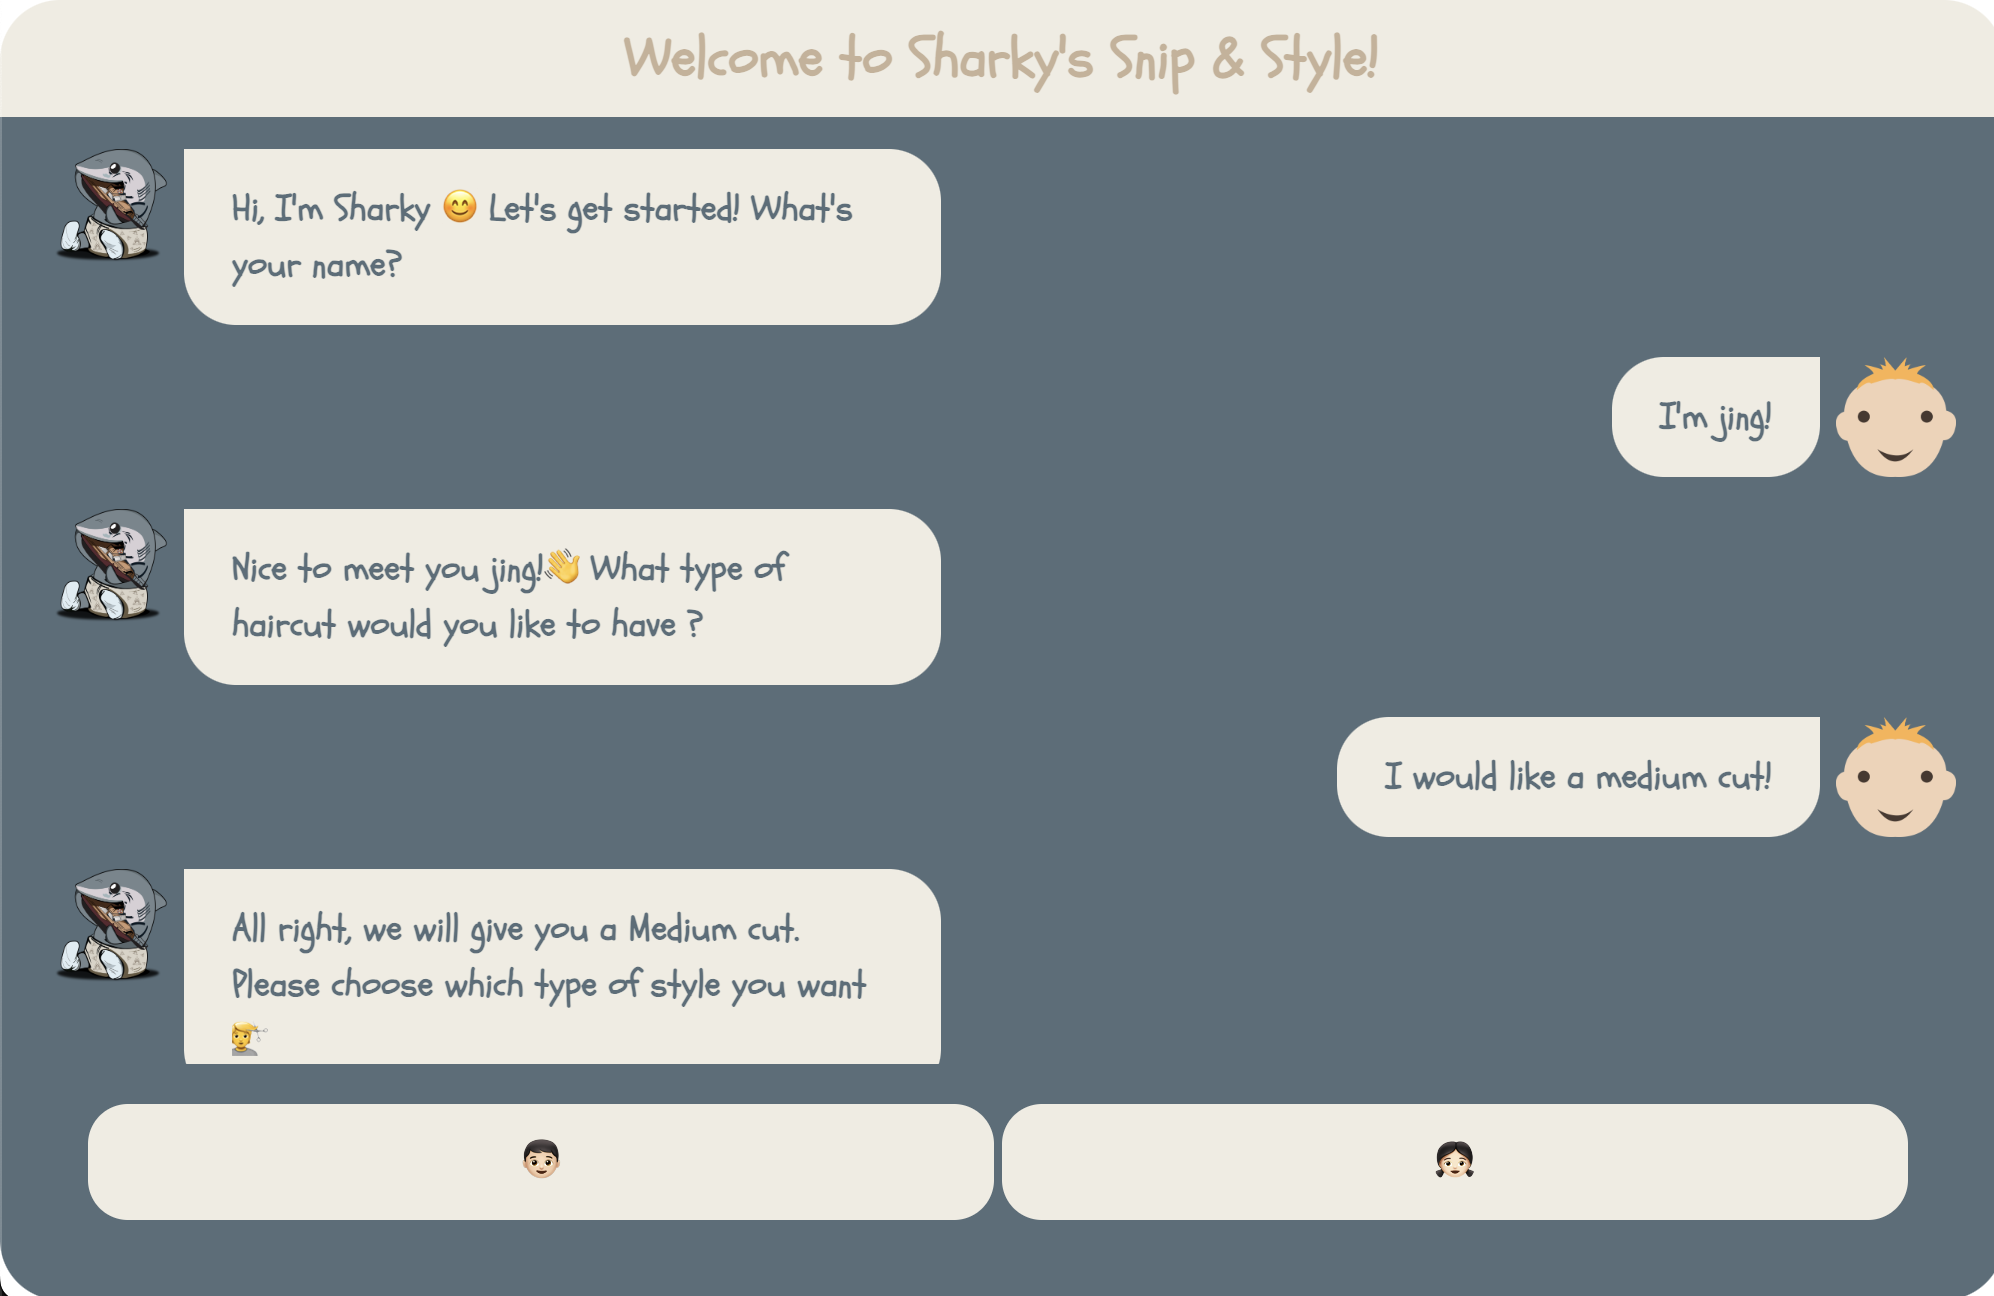 Welcome to Sharky's Snip & Style!
Hi, I'm Sharky 😊 Let's get started! What's
your name?
I'm jing!
Nice to meet you jing!👋 What type of
haircut would you like to have ?
I would like a medium cut!
All right, we will give you a Medium cut.
Please choose which type of style you want
💇
👦🏻
👧🏻